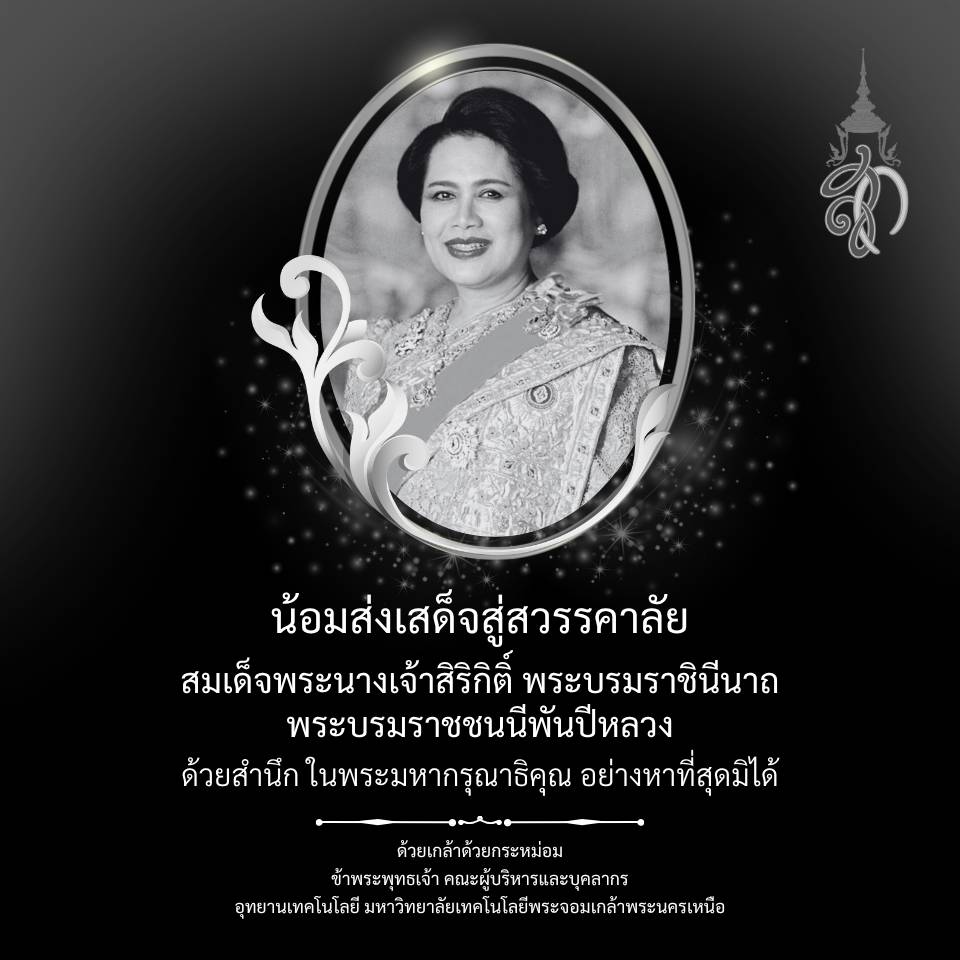 น้อมส่งเสด็จสู่สวรรคาลัย
สมเด็จพระนางเจ้าสิริกิติ์ พระบรมราชินีนาถ
พระบรมราชชนนีพันปีหลวง
ด้วยสำนึก ในพระมหากรุณาธิคุณ อย่างหาที่สุดมิได้
ด้วยเกล้าด้วยกระหม่อม
ข้าพระพุทธเจ้า คณะผู้บริหารและบุคลากร
อุทยานเทคโนโลยี มหาวิทยาลัยเทคโนโลยีพระจอมเกล้าพระนครเหนือ